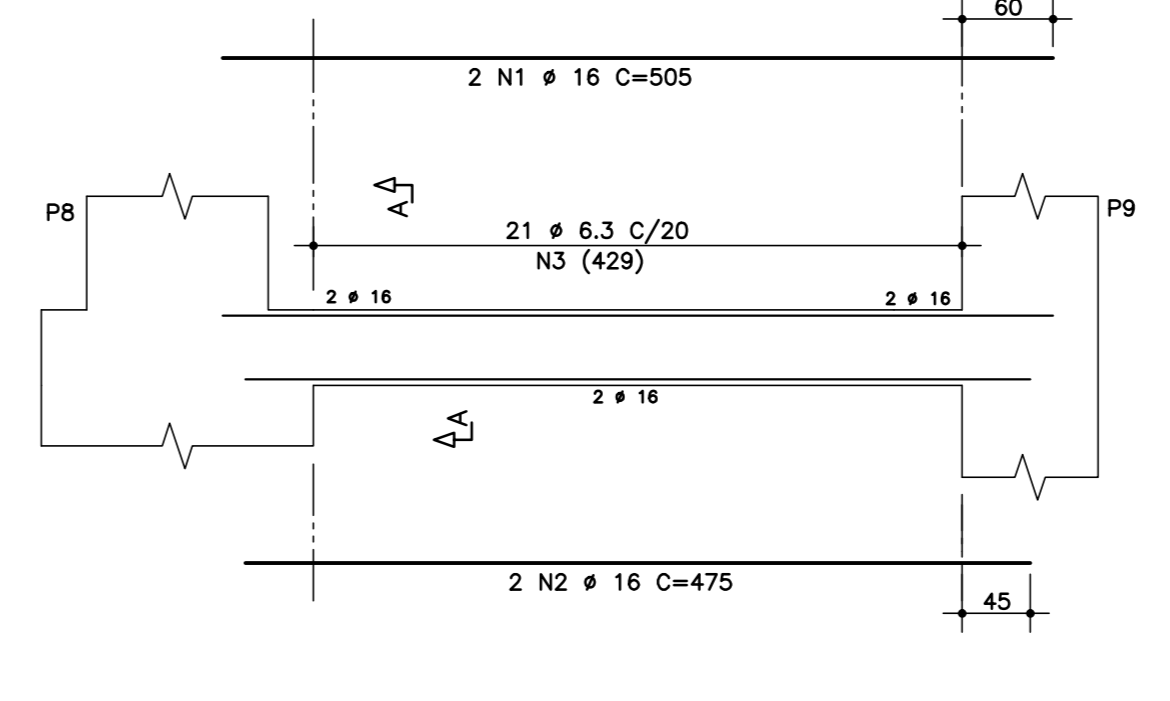 60
2 N1 ø 16 C=505
A
P8
P9
21 ø 6.3 C/20
N3 (429)
2 ø 16
2 ø 16
2 ø 16
A
2 N2 ø 16 C=475
45